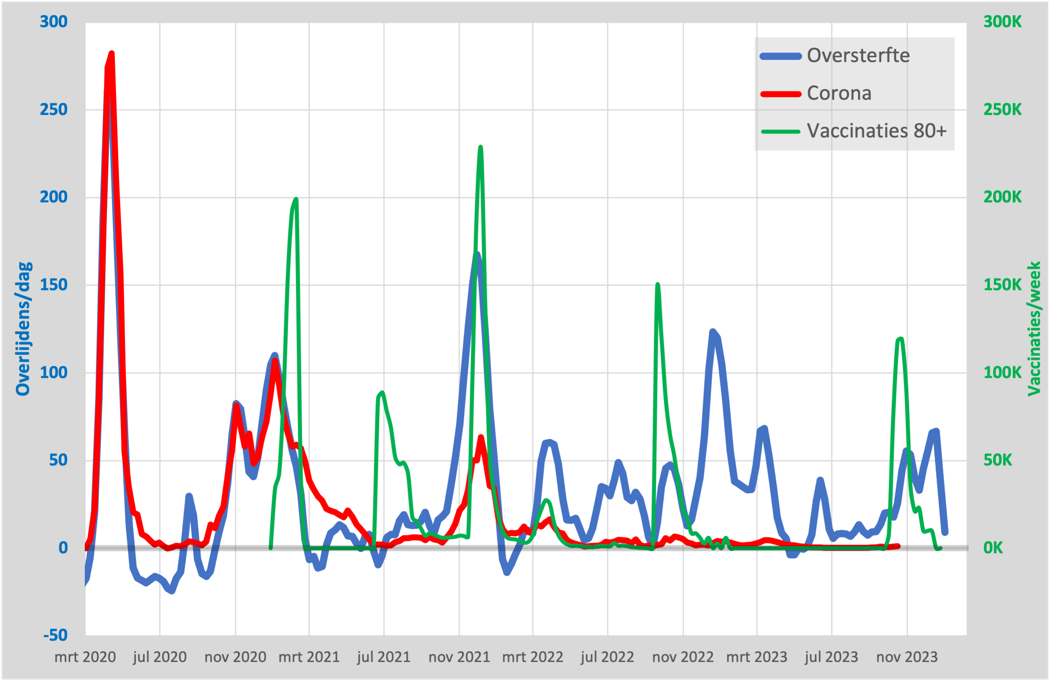 300
250
200
150
100
50
0
-50
Overlijdens/dag
300K
250K
200K
150K
100K
50K
0K
Vaccinaties/week
Oversterfte
Corona
Vaccinaties 80+
mrt 2020 jul 2020 nov 2020 mrt 2021 jul 2021 nov 2021 mrt 2022 jul 2022 nov 2022 mrt 2023 jul 2023 nov 2023